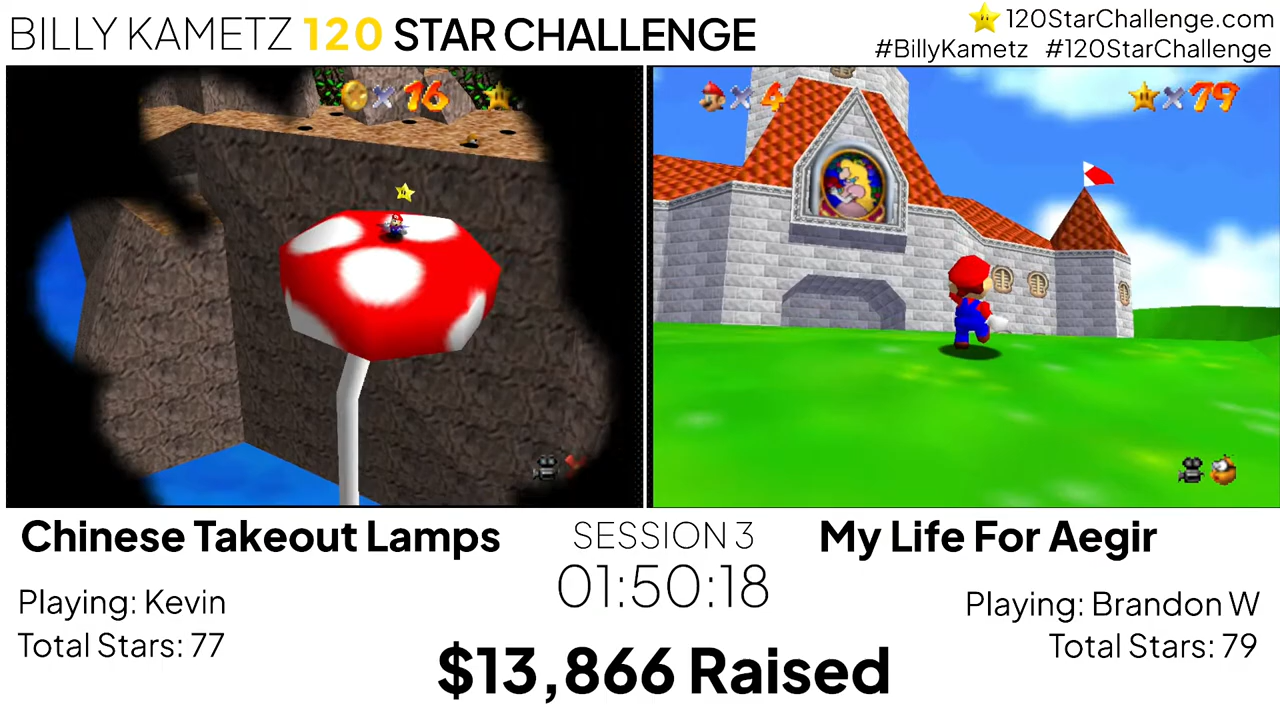 BILLY KAMETZ 120 STAR CHALLENGE
120StarChallenge.com
#BillyKametz #120StarChallenge
× 16
× 4
× 79
Chinese Takeout Lamps
Playing: Kevin
Total Stars: 77
SESSION 3
01:50:18
$13,866 Raised
My Life For Aegir
Playing: Brandon W
Total Stars: 79